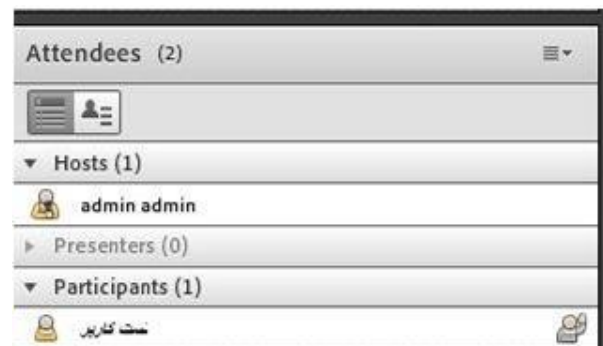 Attendees (2)
Hosts (1)
admin admin
Presenters (0)
Participants (1)
تست کاربر